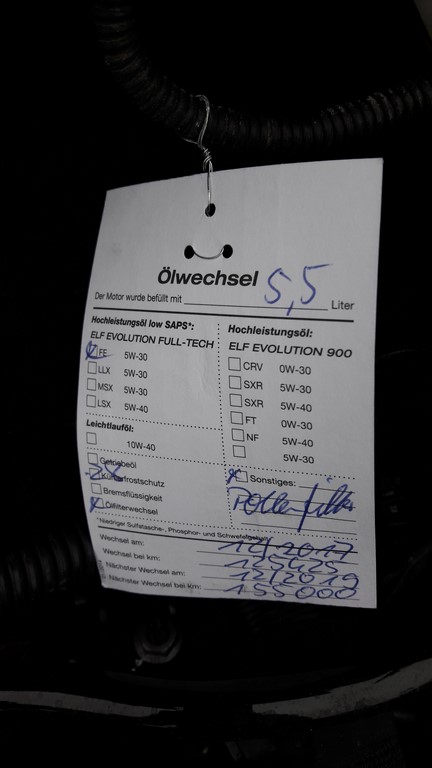 Ölwechsel
Der Motor wurde befüllt mit 5,5 Liter
Hochleistungsöl low SAPS*:
ELF EVOLUTION FULL-TECH
FE 5W-30
LLX 5W-30
MSX 5W-30
LSX 5W-40
Leichtlauföl:
10W-40
Getriebeöl
Kühlerfrostschutz
Bremsflüssigkeit
Ölfilterwechsel
Hochleistungsöl:
ELF EVOLUTION 900
CRV 0W-30
SXR 5W-30
SXR 5W-40
FT 0W-30
NF 5W-40
5W-30
Sonstiges:
Pollenfilter
*Niedriger Sulfatasche-, Phosphor- und Schwefelgehalt
Wechsel am: 12/2017
Wechsel bei km: 125425
Nächster Wechsel am: 12/2019
Nächster Wechsel bei km: 155000